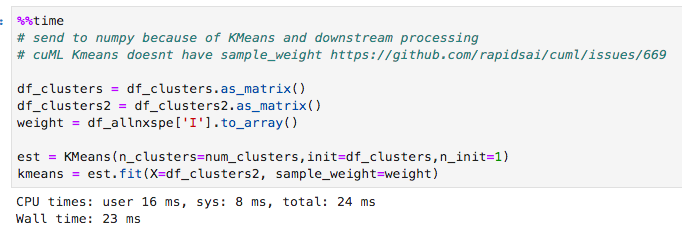 %%time
# send to numpy because of KMeans and downstream processing
# cuML Kmeans doesnt have sample_weight https://github.com/rapidsai/cuml/issues/669
df_clusters = df_clusters.as_matrix()
df_clusters2 = df_clusters2.as_matrix()
weight = df_allnxspe['I'].to_array()
est = KMeans(n_clusters=num_clusters,init=df_clusters,n_init=1)
kmeans = est.fit(X=df_clusters2, sample_weight=weight)
CPU times: user 16 ms, sys: 8 ms, total: 24 ms
Wall time: 23 ms